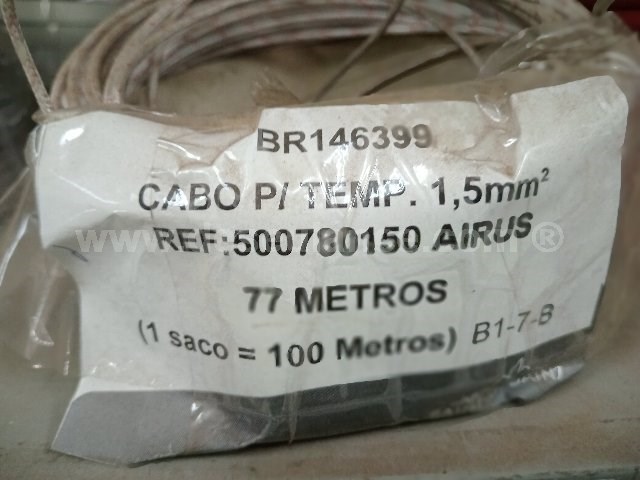 BR146399
CABO P/ TEMP. 1,5mm²
REF:500780150 AIRUS
77 METROS
(1 saco = 100 Metros) B1-7-B